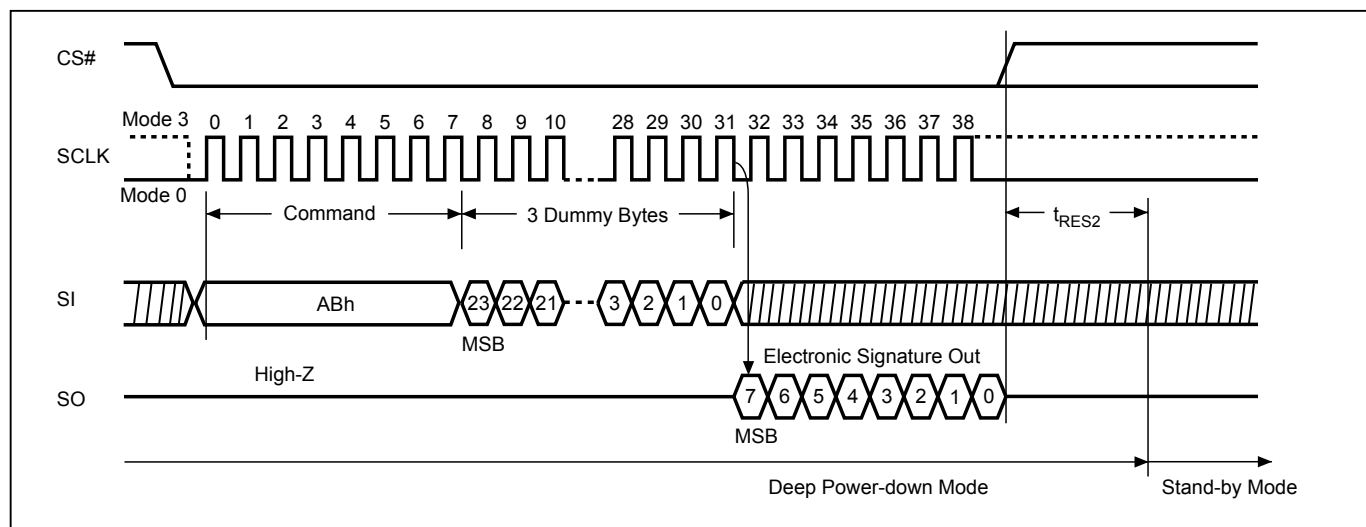 CS#
Mode 3
0 1 2 3 4 5 6 7 8 9 10 28 29 30 31 32 33 34 35 36 37 38
SCLK
Mode 0
Command
3 Dummy Bytes
tRES2
SI
ABh
23 22 21 3 2 1 0
MSB
Electronic Signature Out
High-Z
SO
7 6 5 4 3 2 1 0
MSB
Deep Power-down Mode
Stand-by Mode